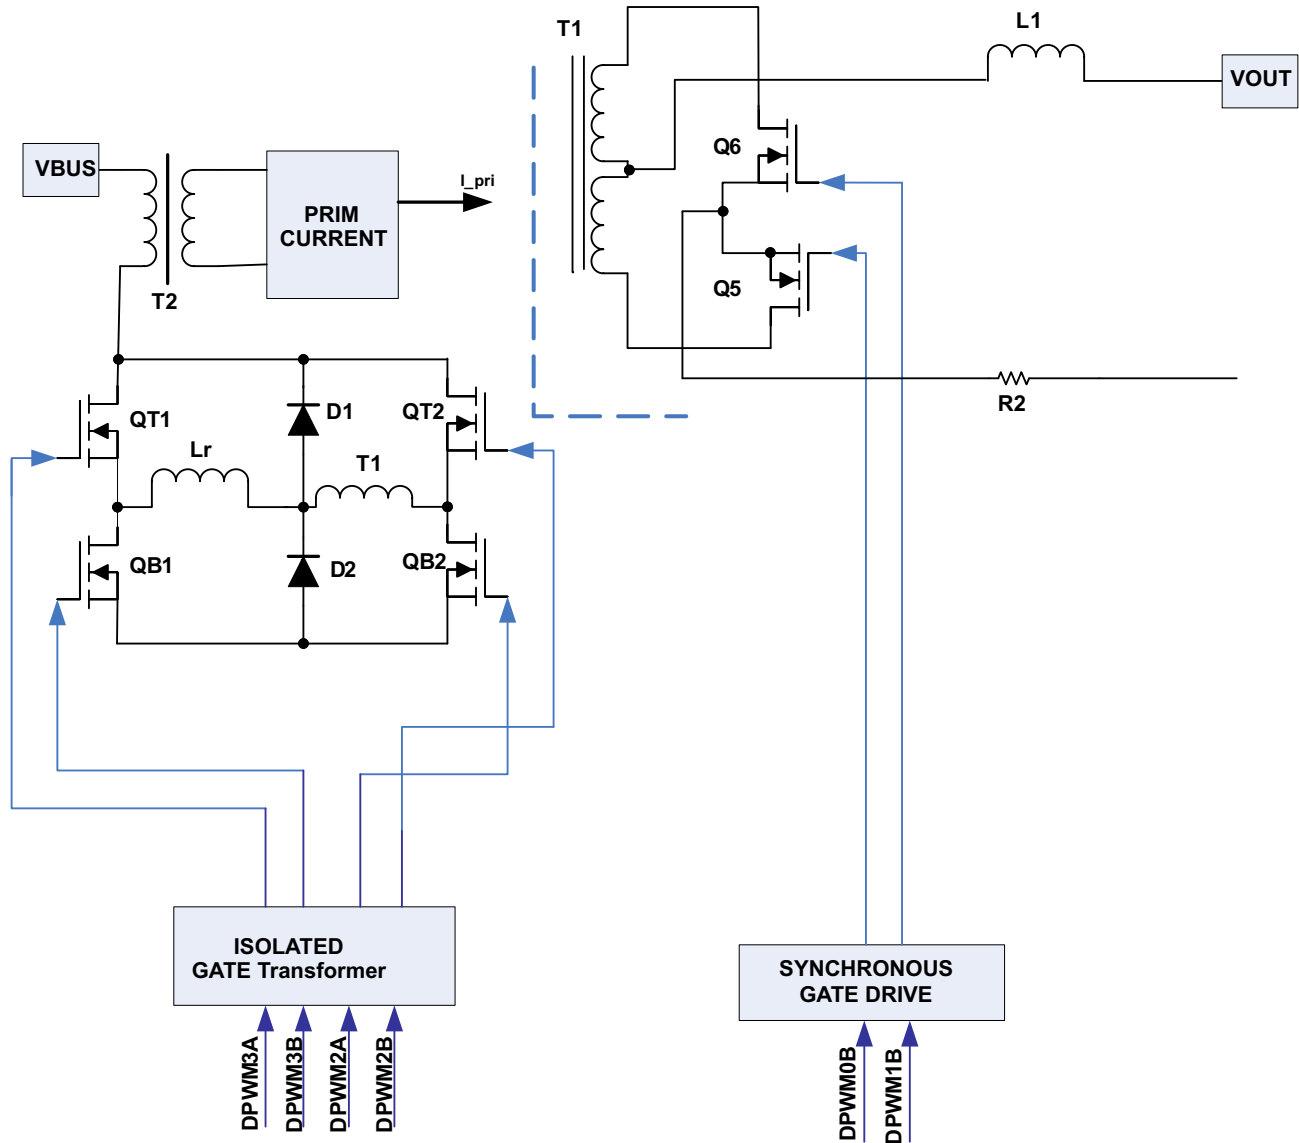 T1
L1
VOUT
VBUS
PRIM
CURRENT
I_pri
T2
Q6
Q5
R2
QT1
D1
QT2
Lr
T1
QB1
D2
QB2
ISOLATED
GATE Transformer
SYNCHRONOUS
GATE DRIVE
DPWM3A
DPWM3B
DPWM2A
DPWM2B
DPWM0B
DPWM1B